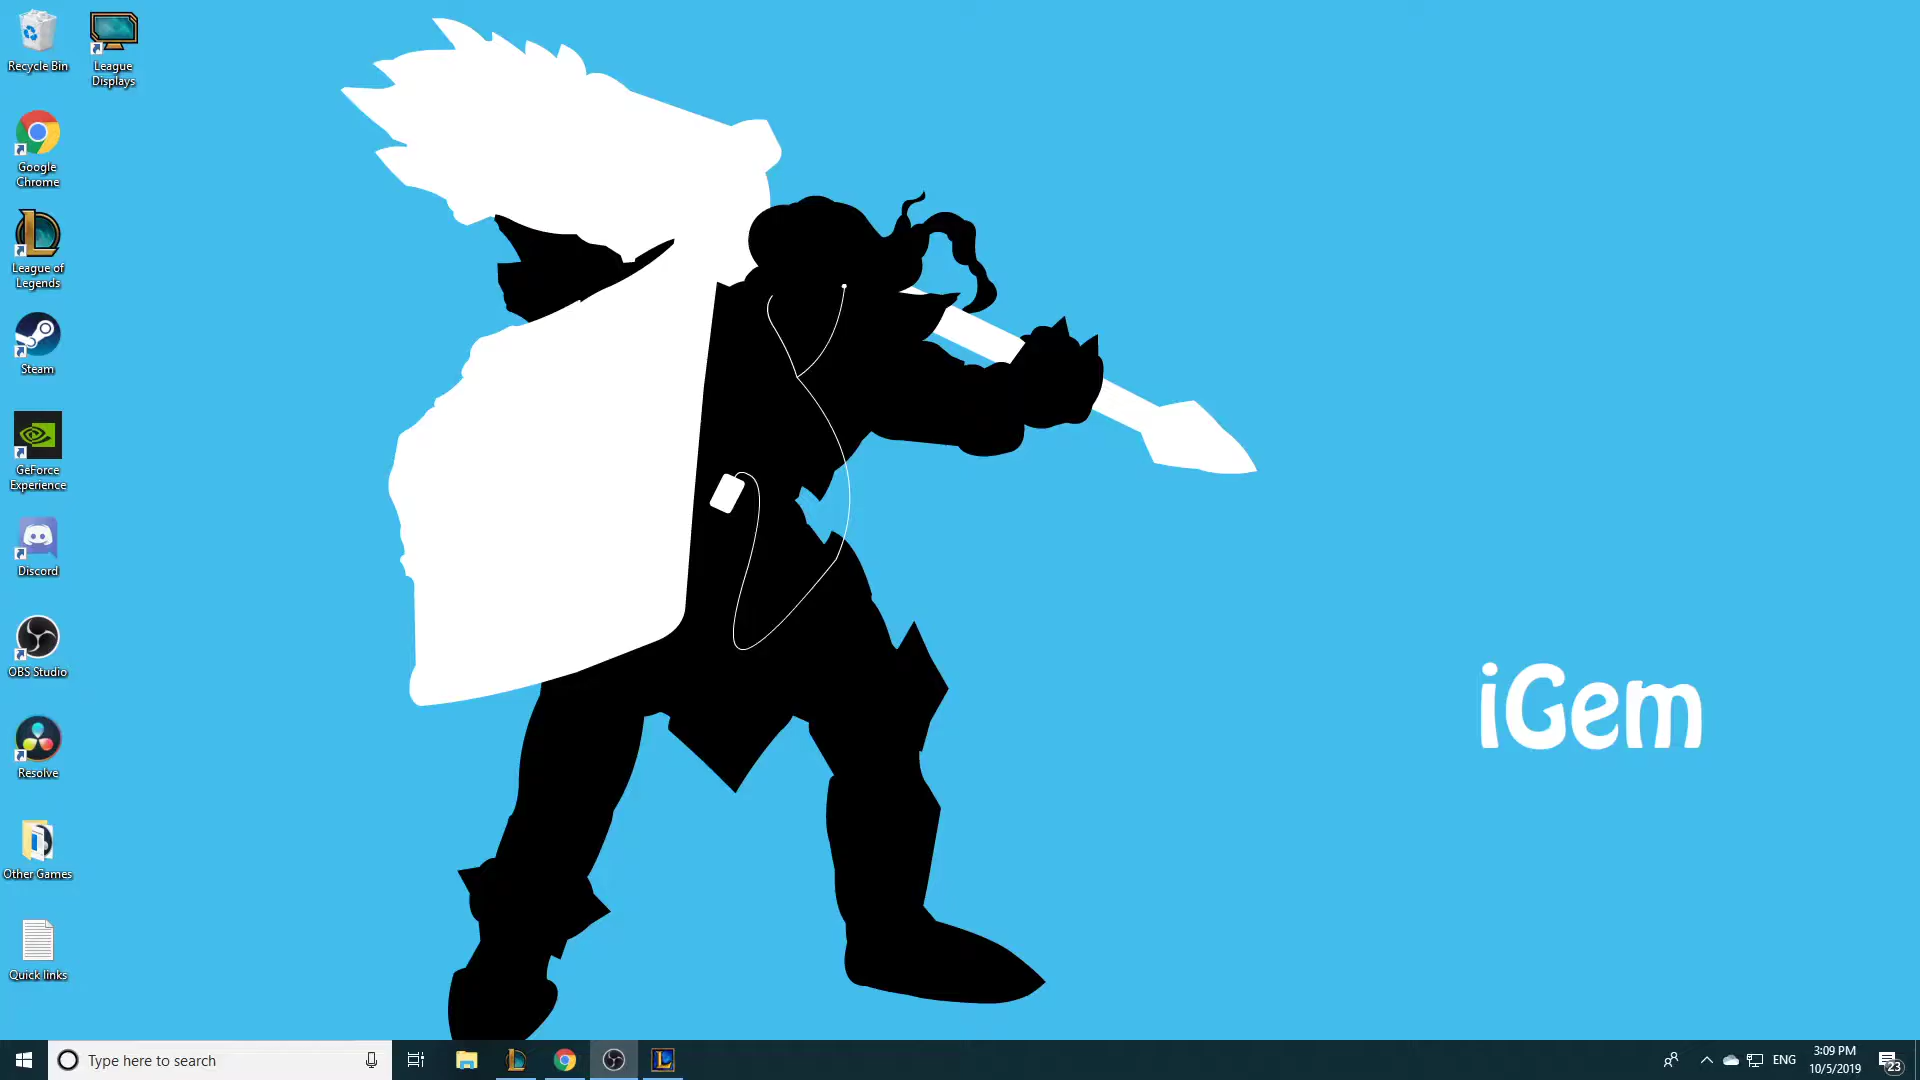 Recycle Bin
League
Displays
Google
Chrome
League of
Legends
Steam
GeForce
Experience
Discord
OBS Studio
Resolve
Other Games
Quick links
iGem
Type here to search
ENG
3:09 PM
10/5/2019
23